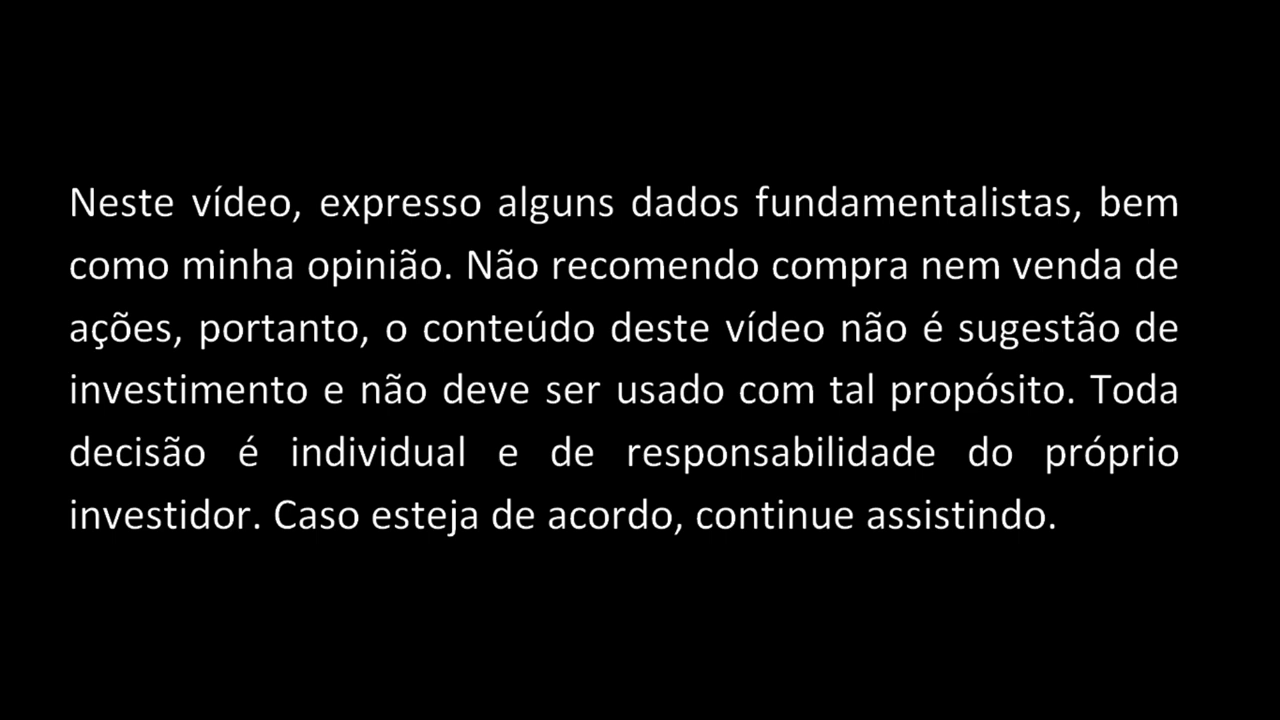 Neste vídeo, expresso alguns dados fundamentalistas, bem
como minha opinião. Não recomendo compra nem venda de
ações, portanto, o conteúdo deste vídeo não é sugestão de
investimento e não deve ser usado com tal propósito. Toda
decisão é individual e de responsabilidade do próprio
investidor. Caso esteja de acordo, continue assistindo.